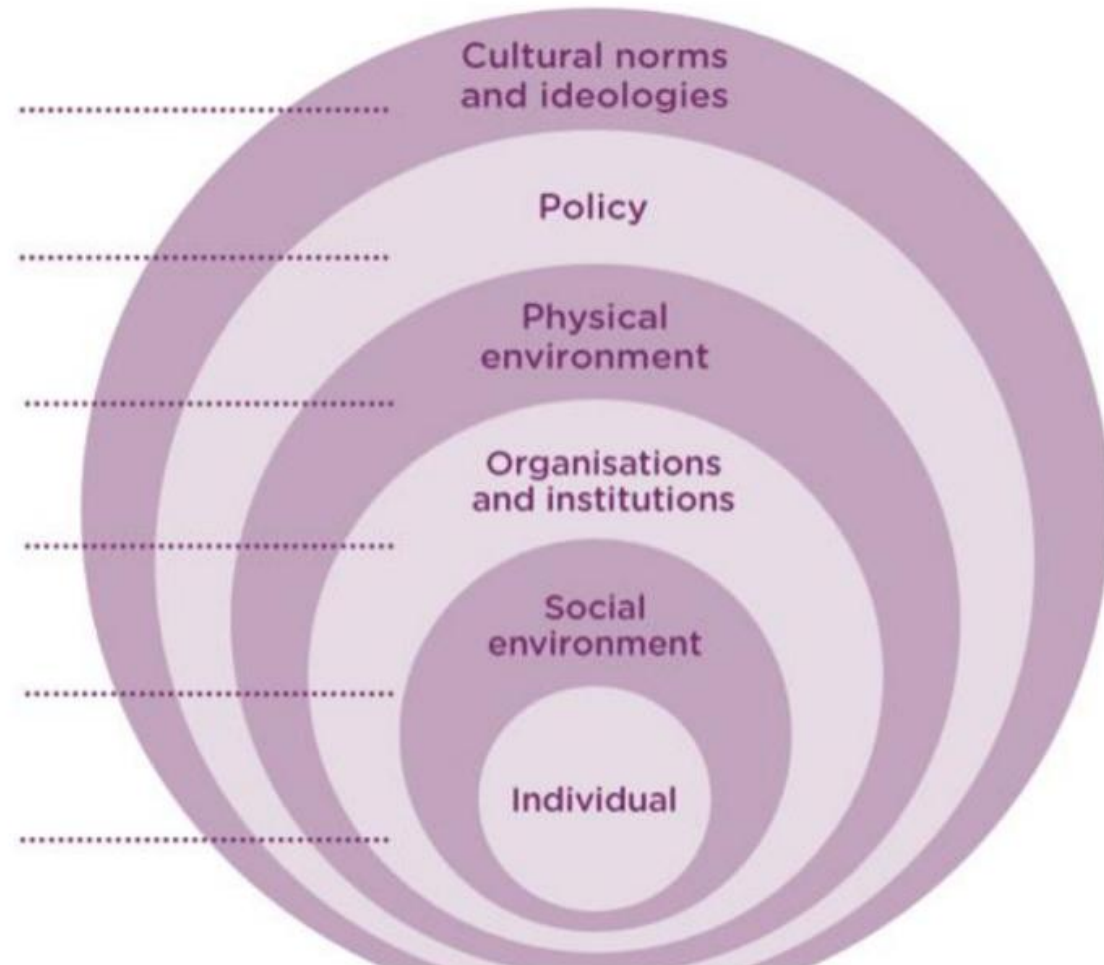 Cultural norms
and ideologies
Policy
Physical
environment
Organisations
and institutions
Social
environment
Individual